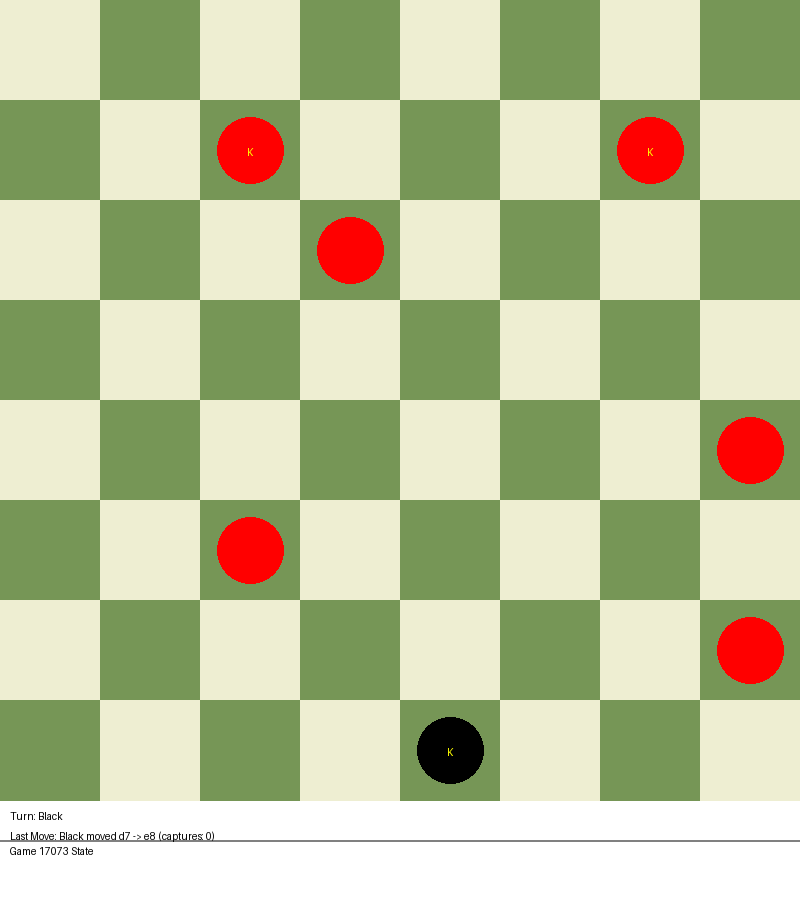 K K
K
Turn: Black
Last Move: Black moved d7 -> e8 (captures: 0)
Game 17073 State